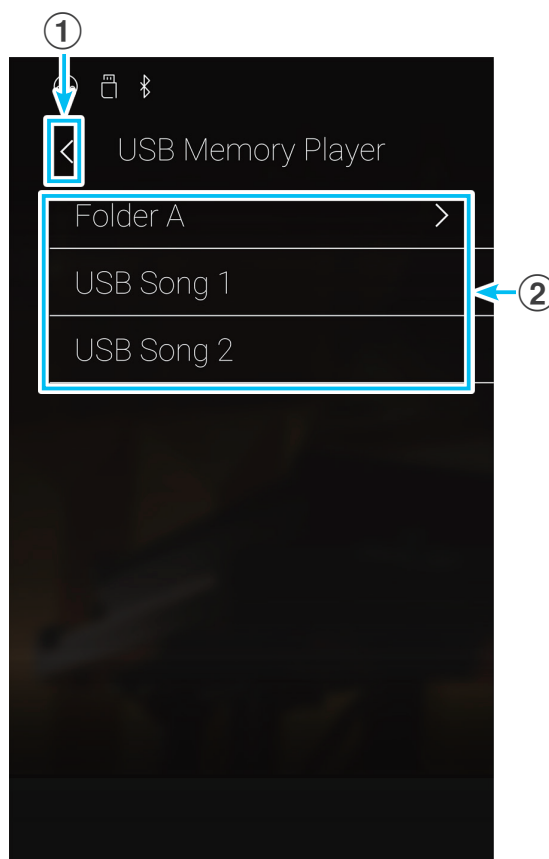 ①
USB Memory Player
Folder A
USB Song 1
②
USB Song 2